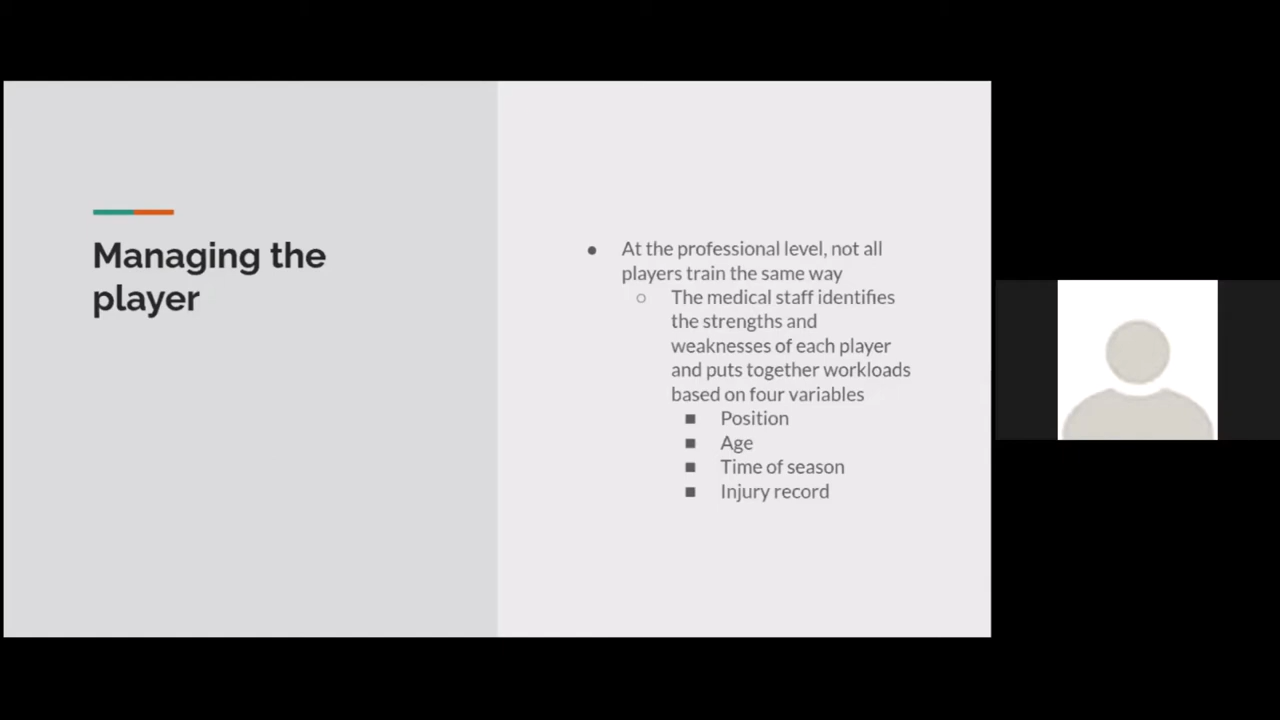 Managing the
player
● At the professional level, not all
players train the same way
○ The medical staff identifies
the strengths and
weaknesses of each player
and puts together workloads
based on four variables
■ Position
■ Age
■ Time of season
■ Injury record